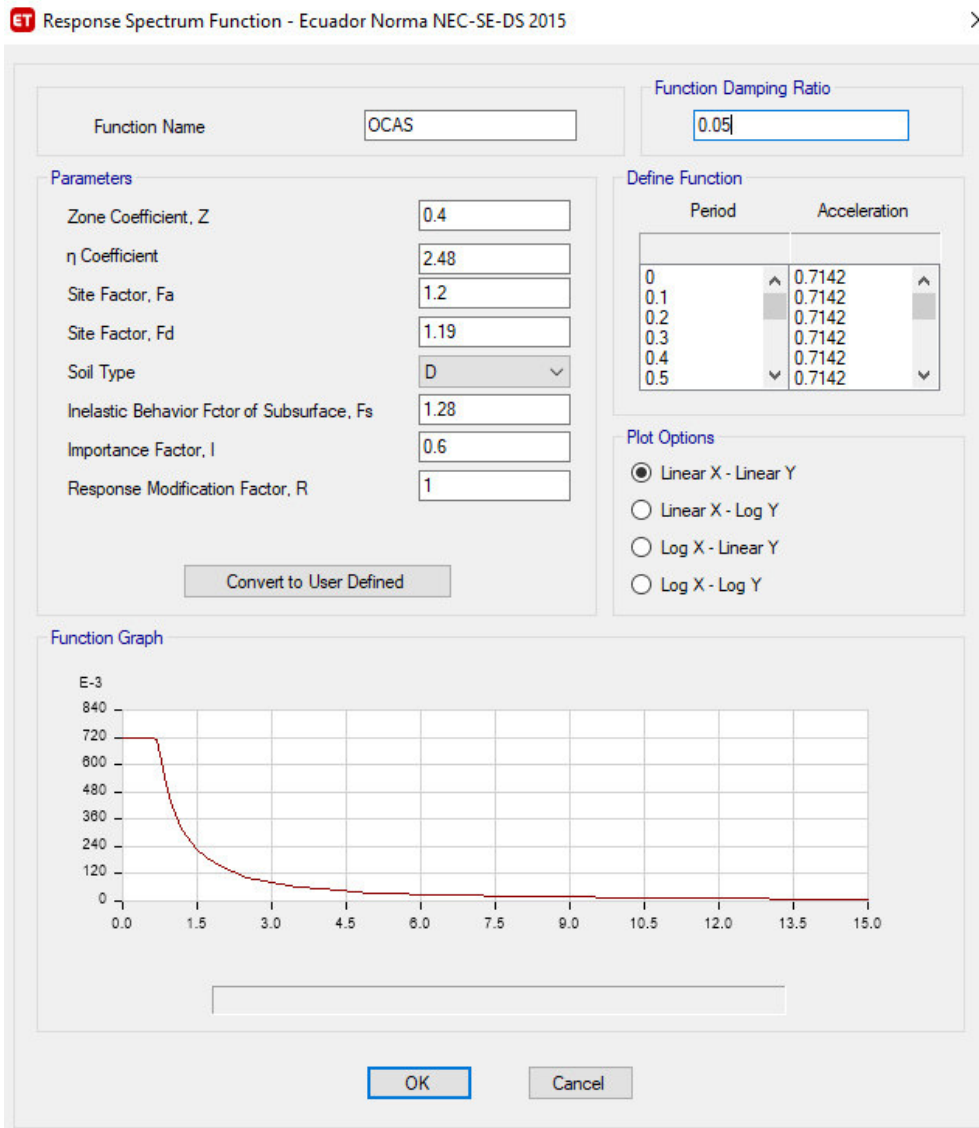 ET Response Spectrum Function - Ecuador Norma NEC-SE-DS 2015
Function Name OCAS
Function Damping Ratio
0.05
Parameters
Zone Coefficient, Z 0.4
η Coefficient 2.48
Site Factor, Fa 1.2
Site Factor, Fd 1.19
Soil Type D
Inelastic Behavior Fctor of Subsurface, Fs 1.28
Importance Factor, I 0.6
Response Modification Factor, R 1
Convert to User Defined
Define Function
Period Acceleration
0 0.7142
0.1 0.7142
0.2 0.7142
0.3 0.7142
0.4 0.7142
0.5 0.7142
Plot Options
Linear X - Linear Y
Linear X - Log Y
Log X - Linear Y
Log X - Log Y
Function Graph
E-3
840
720
600
480
360
240
120
0
0.0 1.5 3.0 4.5 6.0 7.5 9.0 10.5 12.0 13.5 15.0
OK Cancel